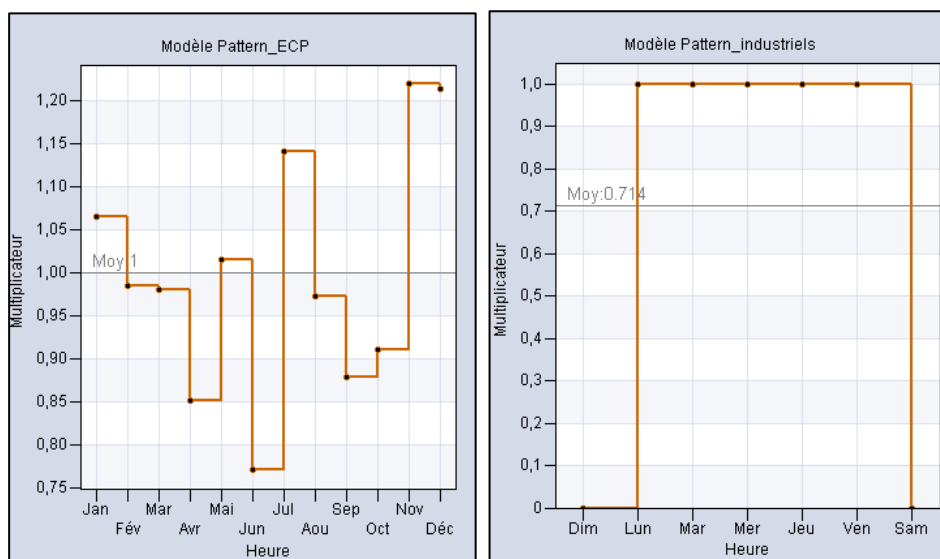 Modèle Pattern_ECP
Multiplicateur
1,20
1,15
1,10
1,05
1,00
0,95
0,90
0,85
0,80
0,75
Moy:1
Jan Fév Mar Avr Mai Jun Jul Aou Sep Oct Nov Déc
Heure
Modèle Pattern_industriels
Multiplicateur
1,0
0,9
0,8
0,7
0,6
0,5
0,4
0,3
0,2
0,1
0
Moy:0.714
Dim Lun Mar Mer Jeu Ven Sam
Heure